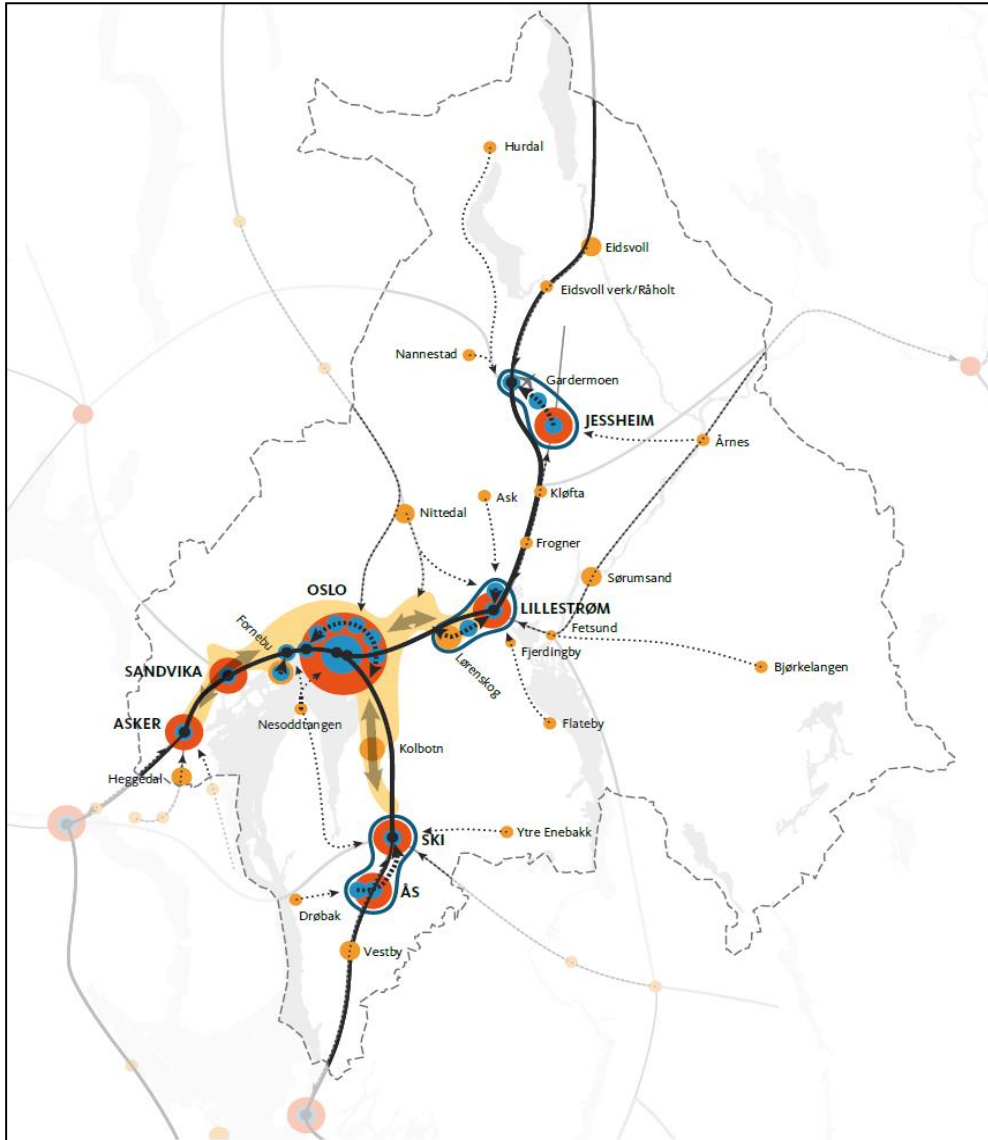 Hurdal
Eidsvoll
Eidsvoll verk/Råholt
Nannestad
Gardermoen
JESSHEIM
Årnes
Kløfta
Ask
Nittedal
Frogner
Sørumsand
OSLO
LILLESTRØM
Fetsund
Fornebu
Fjerdingby
Lørenskog
Bjørkelangen
SANDVIKA
ASKER
Nesoddtangen
Flateby
Kolbotn
Heggedal
SKI
Ytre Enebakk
ÅS
Drøbak
Vestby